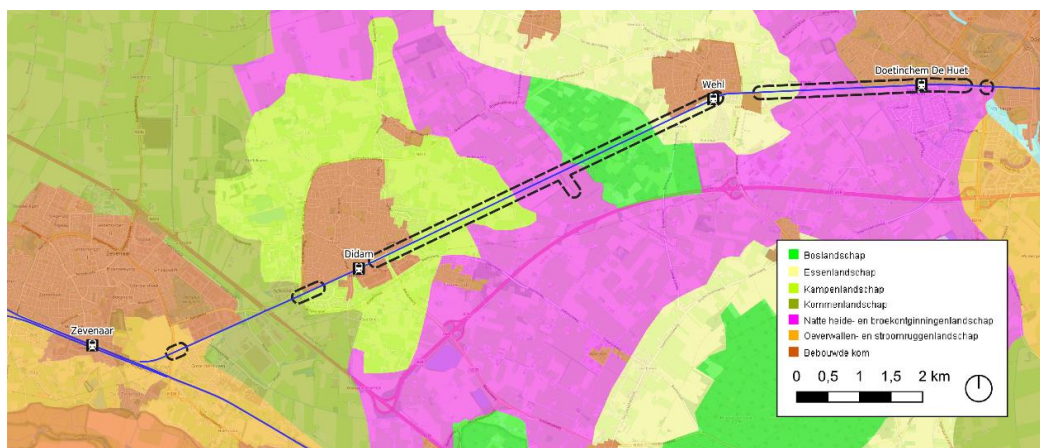 Doetinchem De Huet
Wehl
Didam
Zevenaar
Boslandschap
Essenlandschap
Kampenlandschap
Kommenlandschap
Natte heide- en broekontginningenlandschap
Oeverwallen- en stroomruggenlandschap
Bebouwde kom
0 0,5 1 1,5 2 km